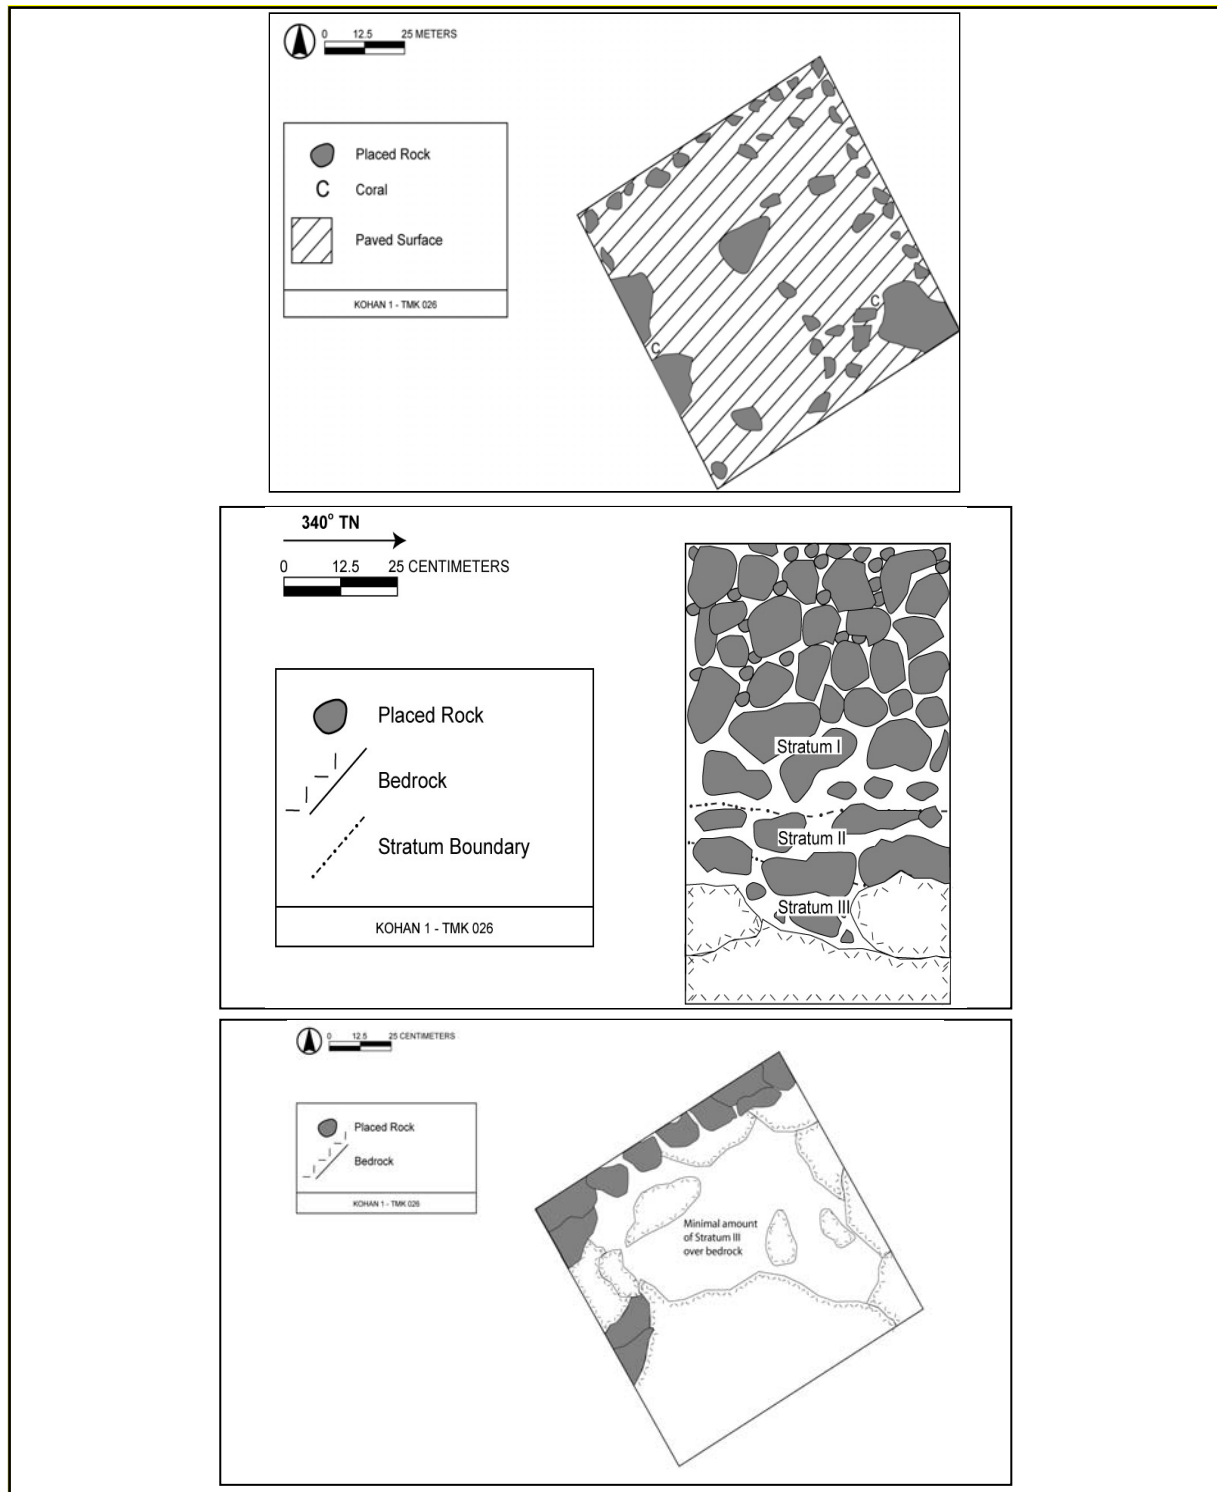 0 12.5 25 METERS
Placed Rock
C Coral
Paved Surface
KOHAN 1 - TMK 026
C
C
340° TN
0 12.5 25 CENTIMETERS
Placed Rock
Bedrock
Stratum Boundary
KOHAN 1 - TMK 026
Stratum I
Stratum II
Stratum III
0 12.5 25 CENTIMETERS
Placed Rock
Bedrock
KOHAN 1 - TMK 026
Minimal amount
of Stratum III
over bedrock